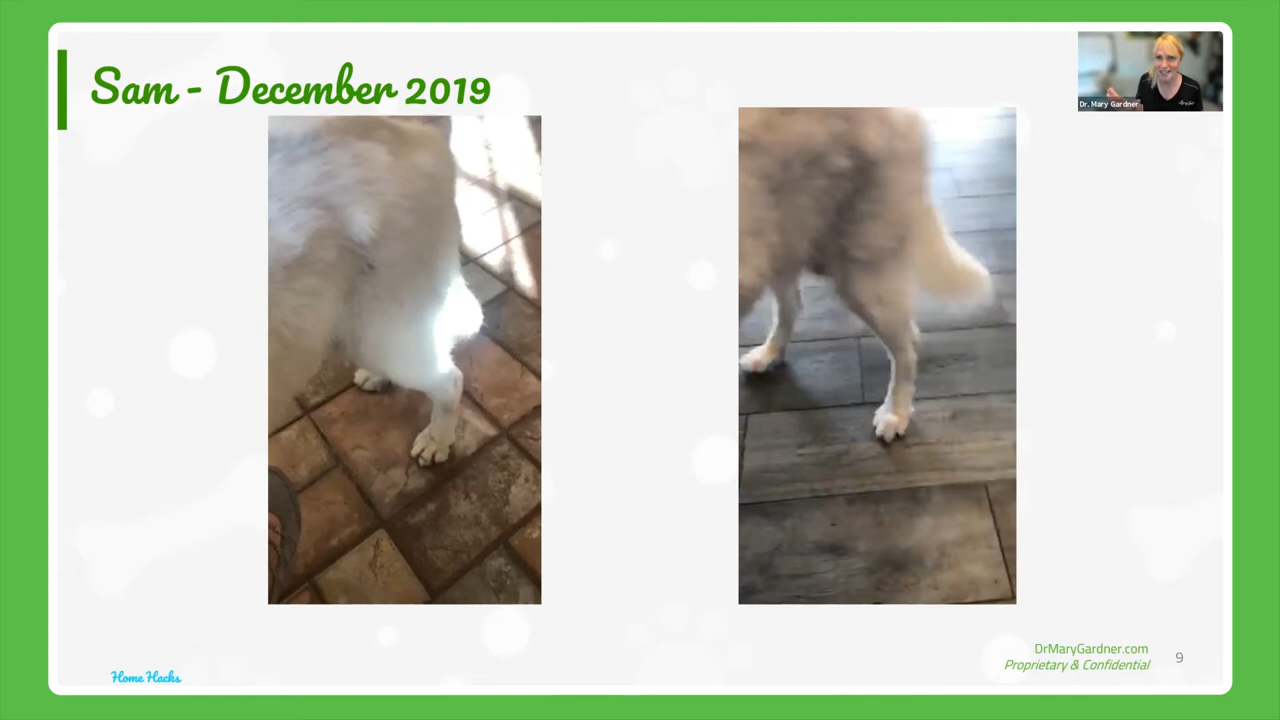 Sam - December 2019
Dr. Mary Gardner
DrMaryGardner.com
Proprietary & Confidential
9
Home Hacks